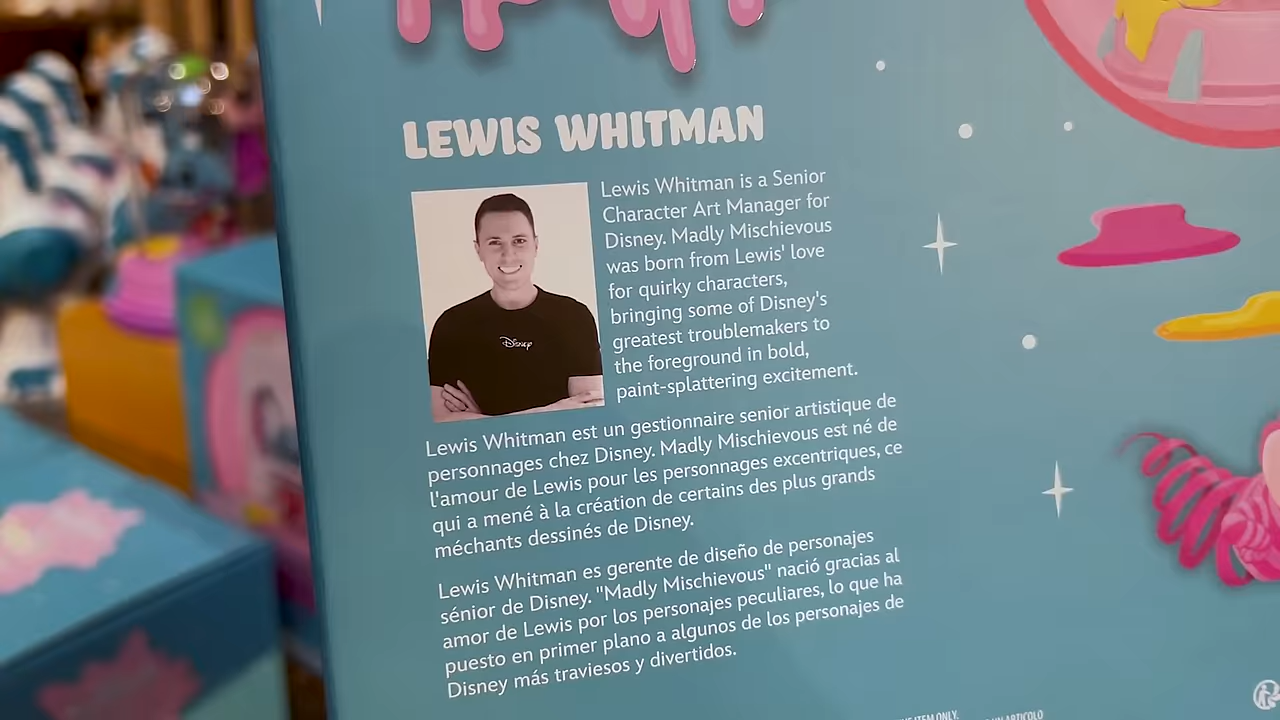 LEWIS WHITMAN
Lewis Whitman is a Senior
Character Art Manager for
Disney. Madly Mischievous
was born from Lewis' love
for quirky characters,
bringing some of Disney's
greatest troublemakers to
the foreground in bold,
paint-splattering excitement.
Disney
Lewis Whitman est un gestionnaire senior artistique de
personnages chez Disney. Madly Mischievous est né de
l'amour de Lewis pour les personnages excentriques, ce
qui a mené à la création de certains des plus grands
méchants dessinés de Disney.
Lewis Whitman es gerente de diseño de personajes
sénior de Disney. "Madly Mischievous" nació gracias al
amor de Lewis por los personajes peculiares, lo que ha
puesto en primer plano a algunos de los personajes de
Disney más traviesos y divertidos.
ITEM ONLY.
UN ARTICOLO